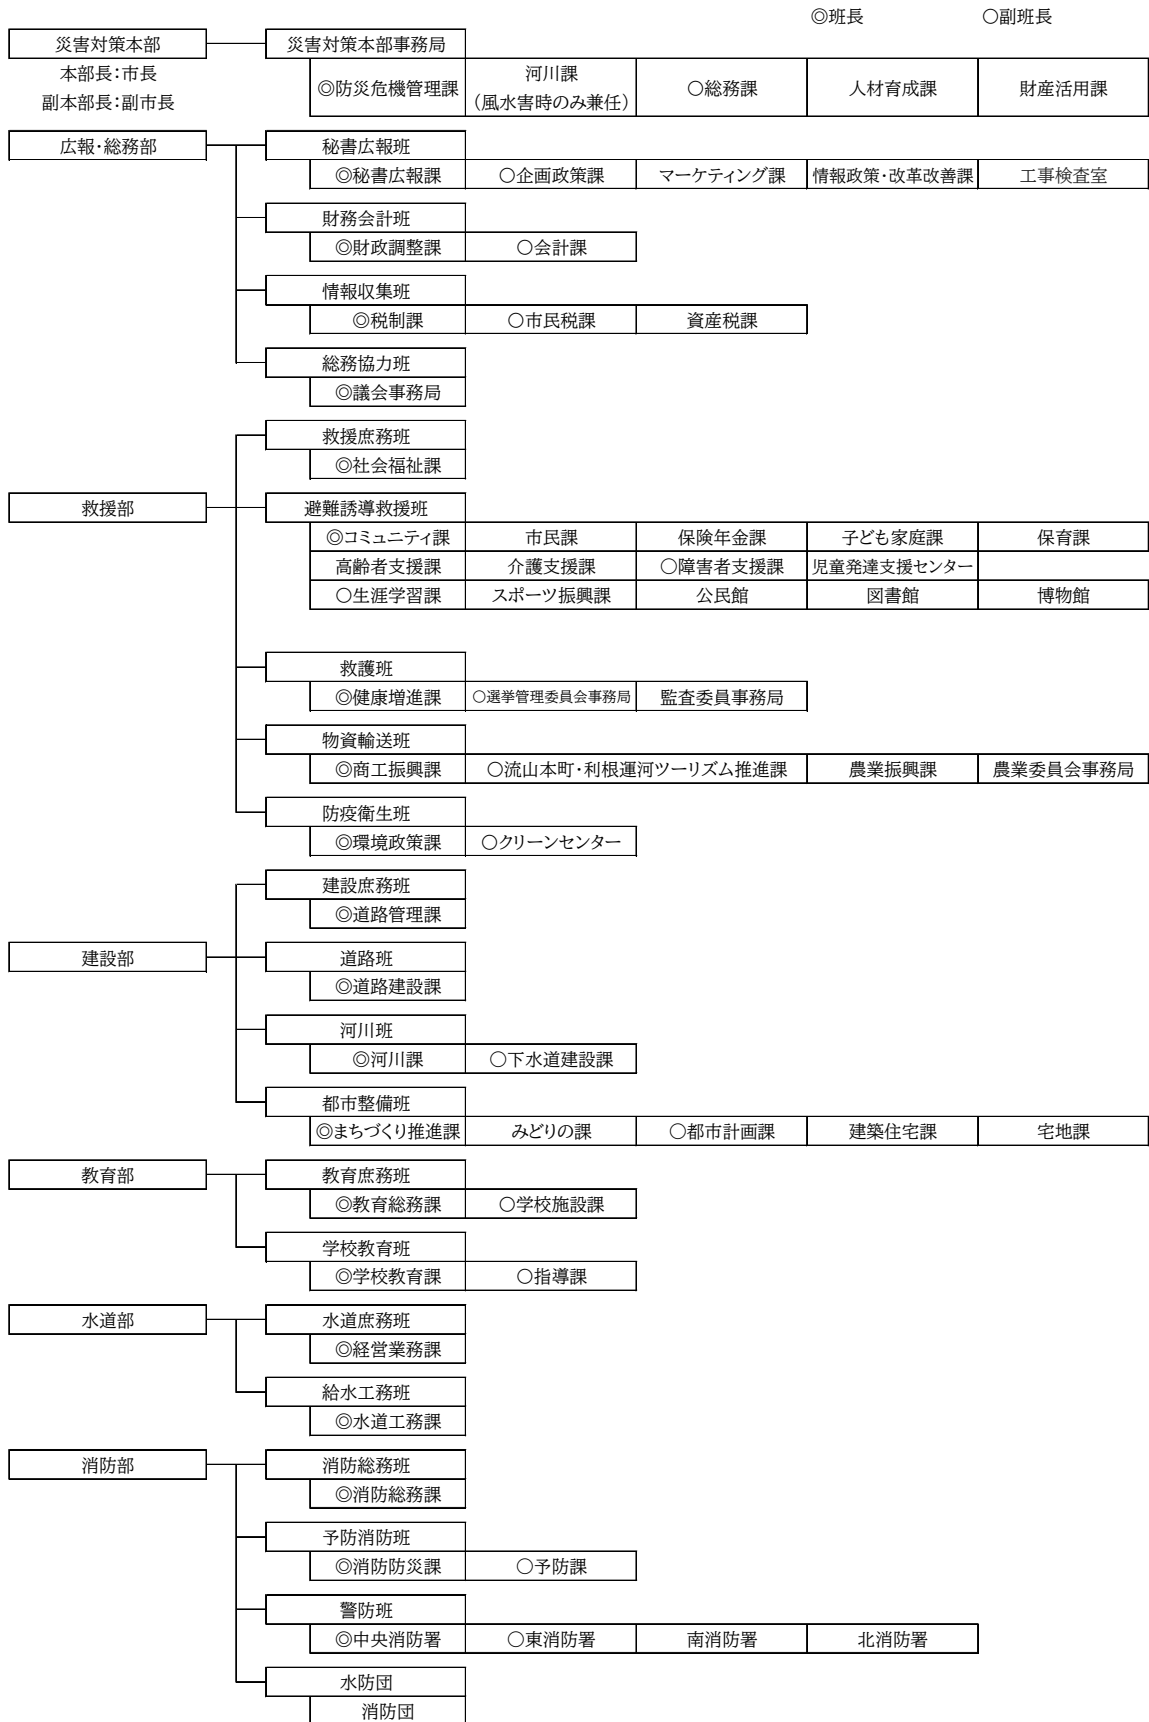 ◎班長 ○副班長
災害対策本部 災害対策本部事務局
本部長:市長
副本部長:副市長
◎防災危機管理課 河川課(風水害時のみ兼任) ○総務課 人材育成課 財産活用課
広報・総務部 秘書広報班
◎秘書広報課 ○企画政策課 マーケティング課 情報政策・改革改善課 工事検査室
財務会計班
◎財政調整課 ○会計課
情報収集班
◎税制課 ○市民税課 資産税課
総務協力班
◎議会事務局
救援庶務班
◎社会福祉課
救援部 避難誘導救援班
◎コミュニティ課 市民課 保険年金課 子ども家庭課 保育課
高齢者支援課 介護支援課 ○障害者支援課 児童発達支援センター
○生涯学習課 スポーツ振興課 公民館 図書館 博物館
救護班
◎健康増進課 ○選挙管理委員会事務局 監査委員事務局
物資輸送班
◎商工振興課 ○流山本町・利根運河ツーリズム推進課 農業振興課 農業委員会事務局
防疫衛生班
◎環境政策課 ○クリーンセンター
建設庶務班
◎道路管理課
建設部 道路班
◎道路建設課
河川班
◎河川課 ○下水道建設課
都市整備班
◎まちづくり推進課 みどりの課 ○都市計画課 建築住宅課 宅地課
教育部 教育庶務班
◎教育総務課 ○学校施設課
学校教育班
◎学校教育課 ○指導課
水道部 水道庶務班
◎経営業務課
給水工務班
◎水道工務課
消防部 消防総務班
◎消防総務課
予防消防班
◎消防防災課 ○予防課
警防班
◎中央消防署 ○東消防署 南消防署 北消防署
水防団
消防団